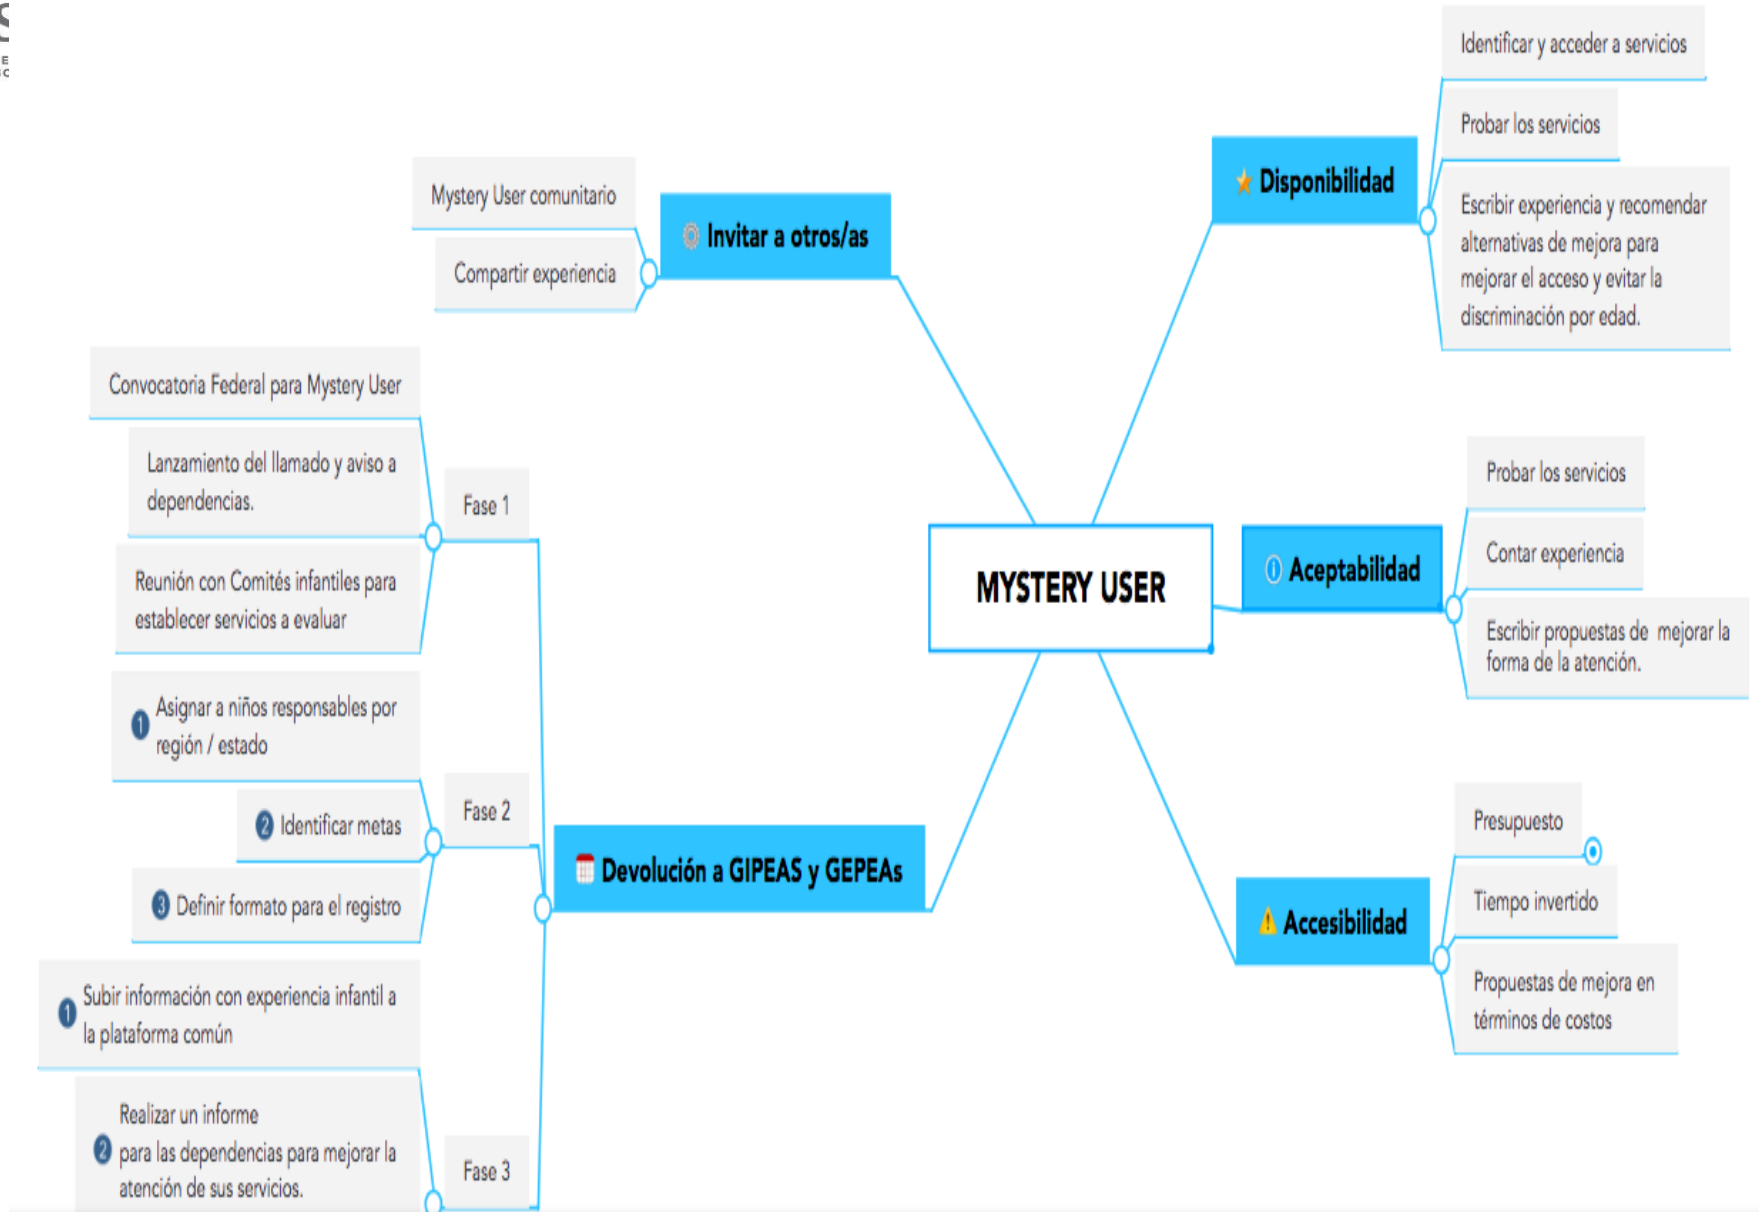 Identificar y acceder a servicios
Probar los servicios
Disponibilidad
Escribir experiencia y recomendar
alternativas de mejora para
mejorar el acceso y evitar la
discriminación por edad.
Mystery User comunitario
Invitar a otros/as
Compartir experiencia
Convocatoria Federal para Mystery User
Lanzamiento del llamado y aviso a
dependencias.
Fase 1
Reunión con Comités infantiles para
establecer servicios a evaluar
MYSTERY USER
Probar los servicios
Aceptabilidad
Contar experiencia
Escribir propuestas de mejorar la
forma de la atención.
1 Asignar a niños responsables por
región / estado
Fase 2
2 Identificar metas
3 Definir formato para el registro
Devolución a GIPEAS y GEPEAs
Presupuesto
Tiempo invertido
Accesibilidad
Propuestas de mejora en
términos de costos
1 Subir información con experiencia infantil a
la plataforma común
Realizar un informe
2 para las dependencias para mejorar la
atención de sus servicios.
Fase 3